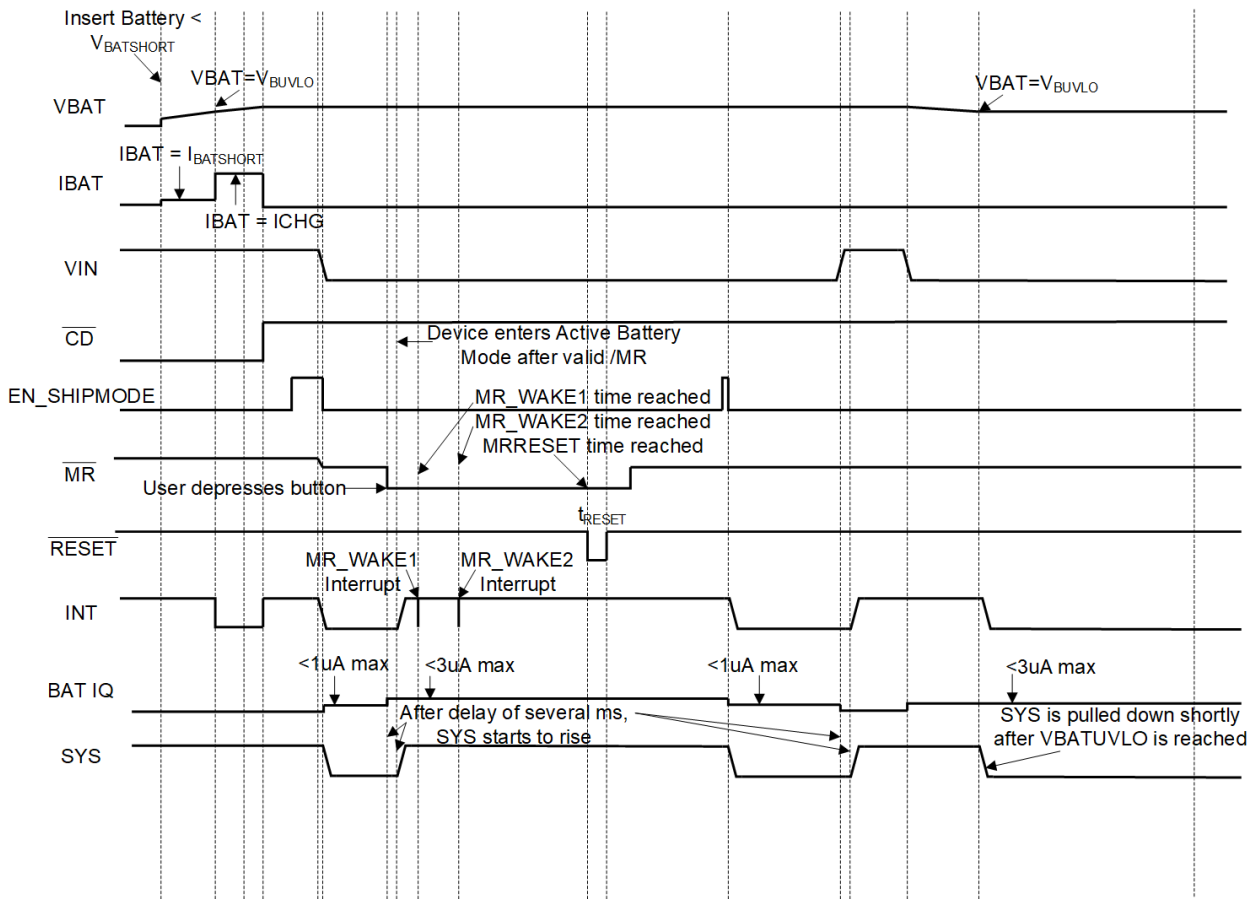 Insert Battery <
VBATSHORT
VBAT=VBUVLO
VBAT=VBUVLO
VBAT
IBAT = IBATSHORT
IBAT
IBAT = ICHG
VIN
CD
Device enters Active Battery
Mode after valid /MR
EN_SHIPMODE
MR_WAKE1 time reached
MR_WAKE2 time reached
MRRESET time reached
MR
User depresses button
tRESET
RESET
MR_WAKE1
Interrupt
MR_WAKE2
Interrupt
INT
<1uA max
<3uA max
<1uA max
<3uA max
BAT IQ
After delay of several ms,
SYS starts to rise
SYS is pulled down shortly
after VBATUVLO is reached
SYS